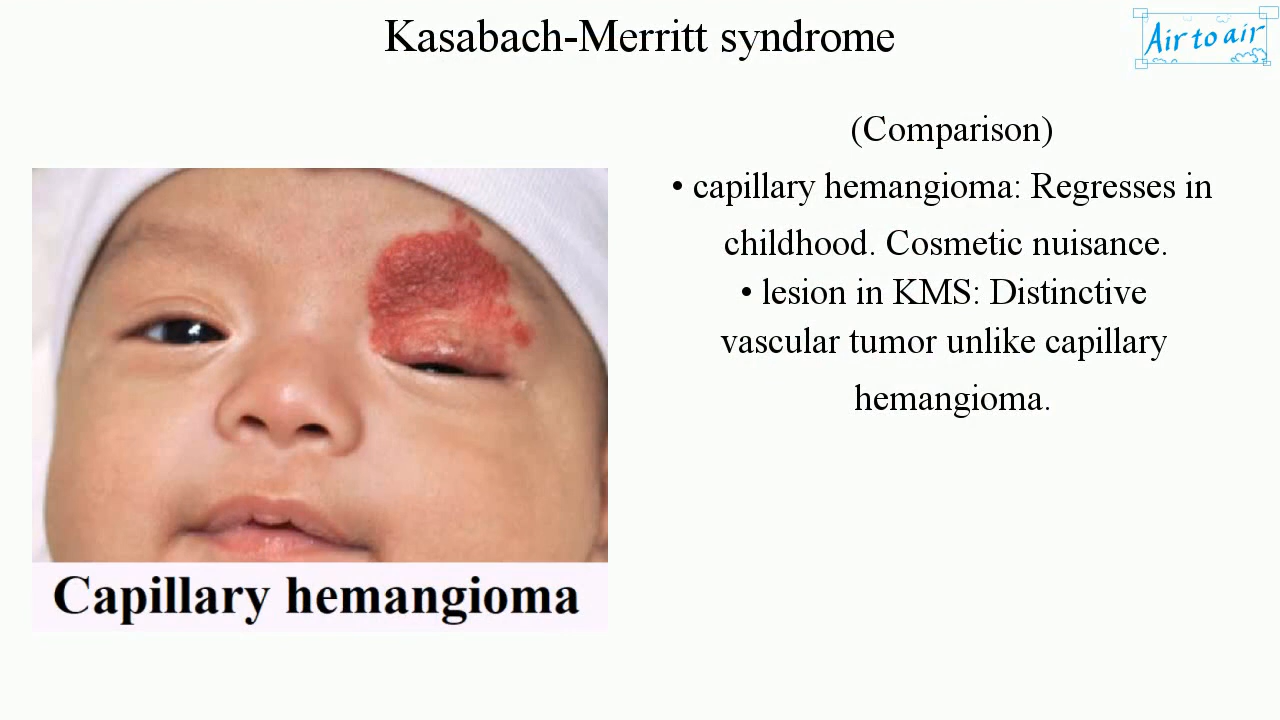 Kasabach-Merritt syndrome
Air to air
(Comparison)
• capillary hemangioma: Regresses in
childhood. Cosmetic nuisance.
• lesion in KMS: Distinctive
vascular tumor unlike capillary
hemangioma.
Capillary hemangioma